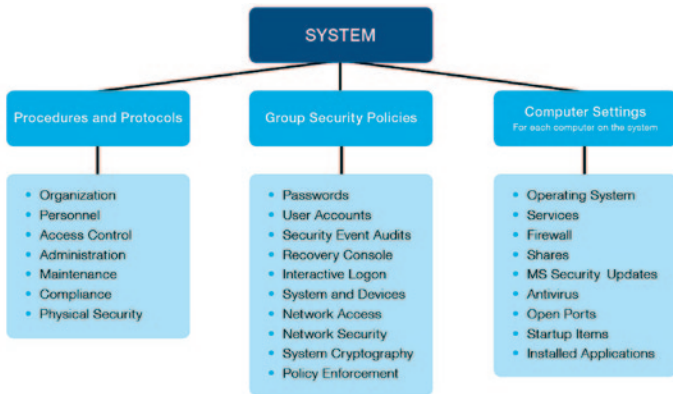 SYSTEM
Procedures and Protocols
Organization
Personnel
Access Control
Administration
Maintenance
Compliance
Physical Security
Group Security Policies
Passwords
User Accounts
Security Event Audits
Recovery Console
Interactive Logon
System and Devices
Network Access
Network Security
System Cryptography
Policy Enforcement
Computer Settings
For each computer on the system
Operating System
Services
Firewall
Shares
MS Security Updates
Antivirus
Open Ports
Startup Items
Installed Applications